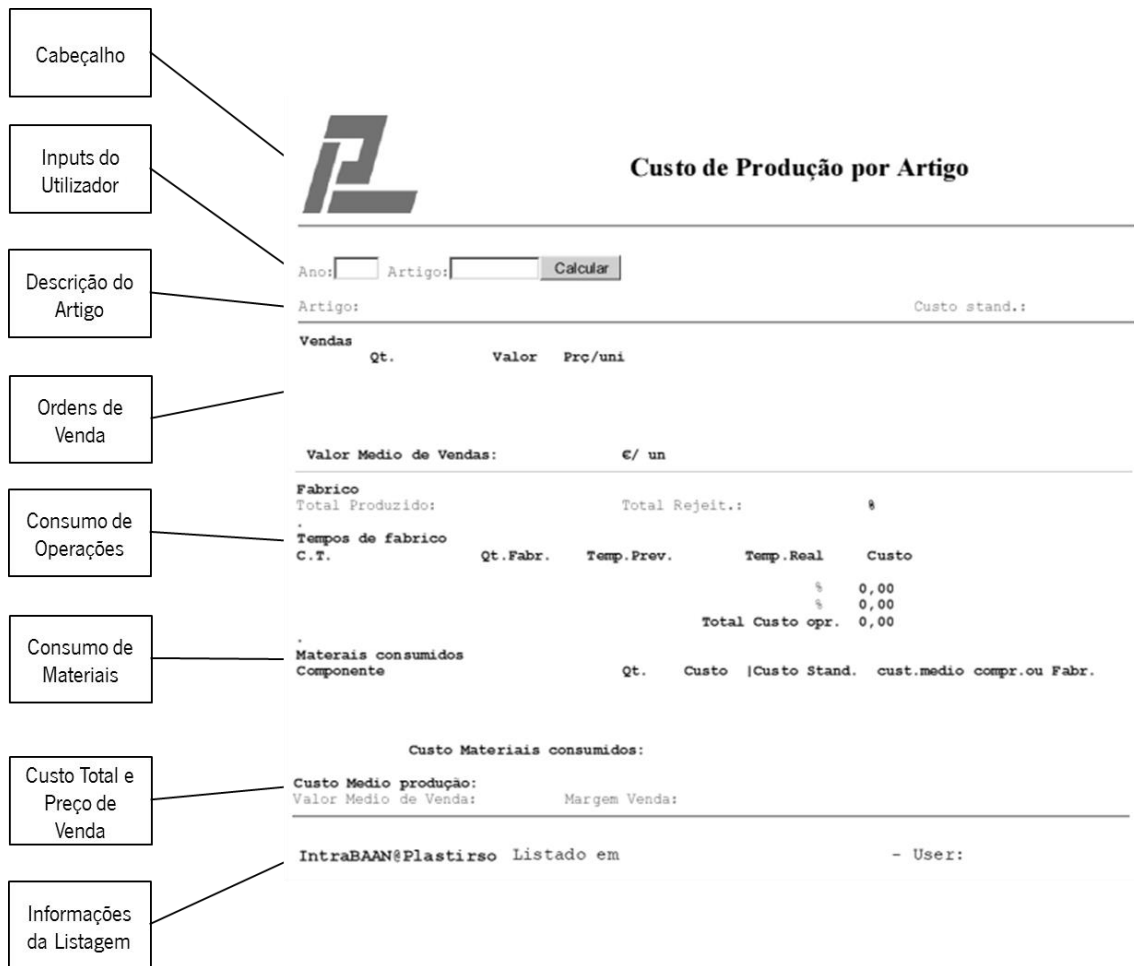 Cabeçalho
Inputs do
Utilizador
Descrição do
Artigo
Ordens de
Venda
Consumo de
Operações
Consumo de
Materiais
Custo Total e
Preço de
Venda
Informações
da Listagem
Custo de Produção por Artigo
Ano: Artigo: Calcular
Artigo: Custo stand.:
Vendas
Qt. Valor Prç/uni
Valor Medio de Vendas: €/ un
Fabrico
Total Produzido: Total Rejeit.: %
.
Tempos de fabrico
C.T. Qt.Fabr. Temp.Prev. Temp.Real Custo
% 0,00
% 0,00
Total Custo opr. 0,00
.
Materais consumidos
Componente Qt. Custo |Custo Stand. cust.medio compr.ou Fabr.
Custo Materiais consumidos:
Custo Medio produção:
Valor Medio de Venda: Margem Venda:
IntraBAAN@Plastirso Listado em - User: